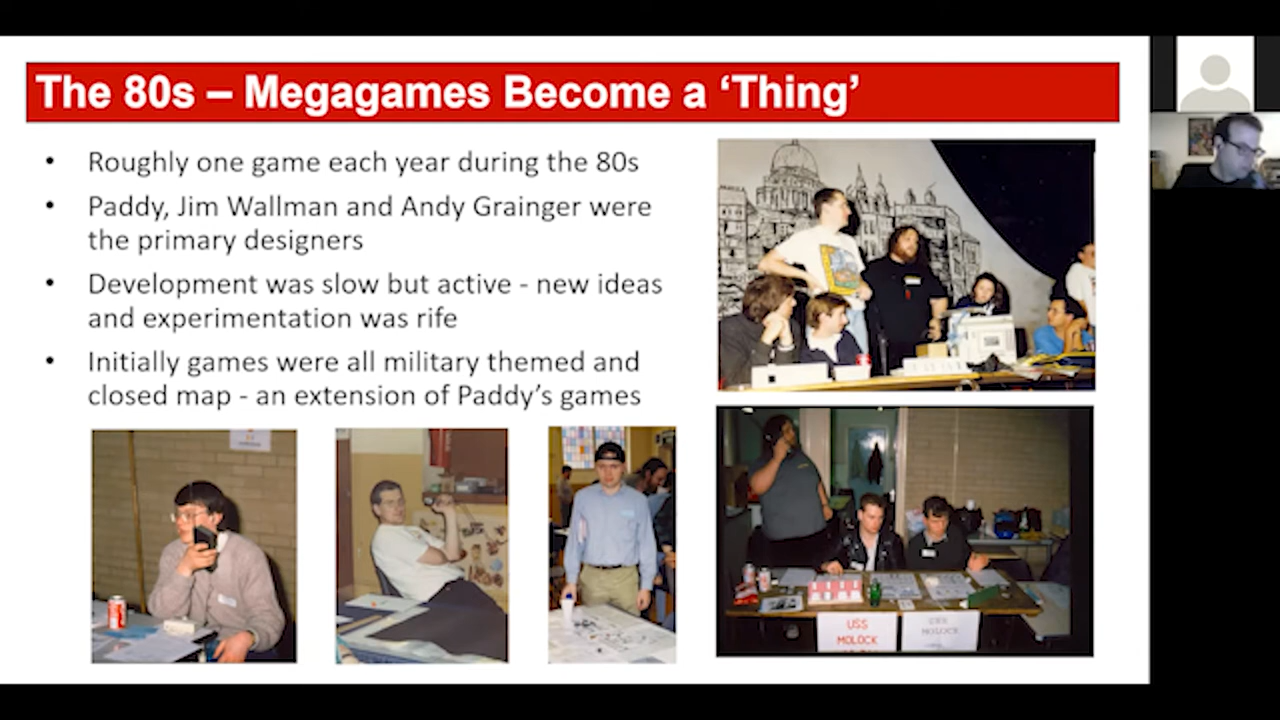 The 80s – Megagames Become a ‘Thing’
• Roughly one game each year during the 80s
• Paddy, Jim Wallman and Andy Grainger were
the primary designers
• Development was slow but active - new ideas
and experimentation was rife
• Initially games were all military themed and
closed map - an extension of Paddy’s games
USS
MOLOCK
USS
MOLOCK